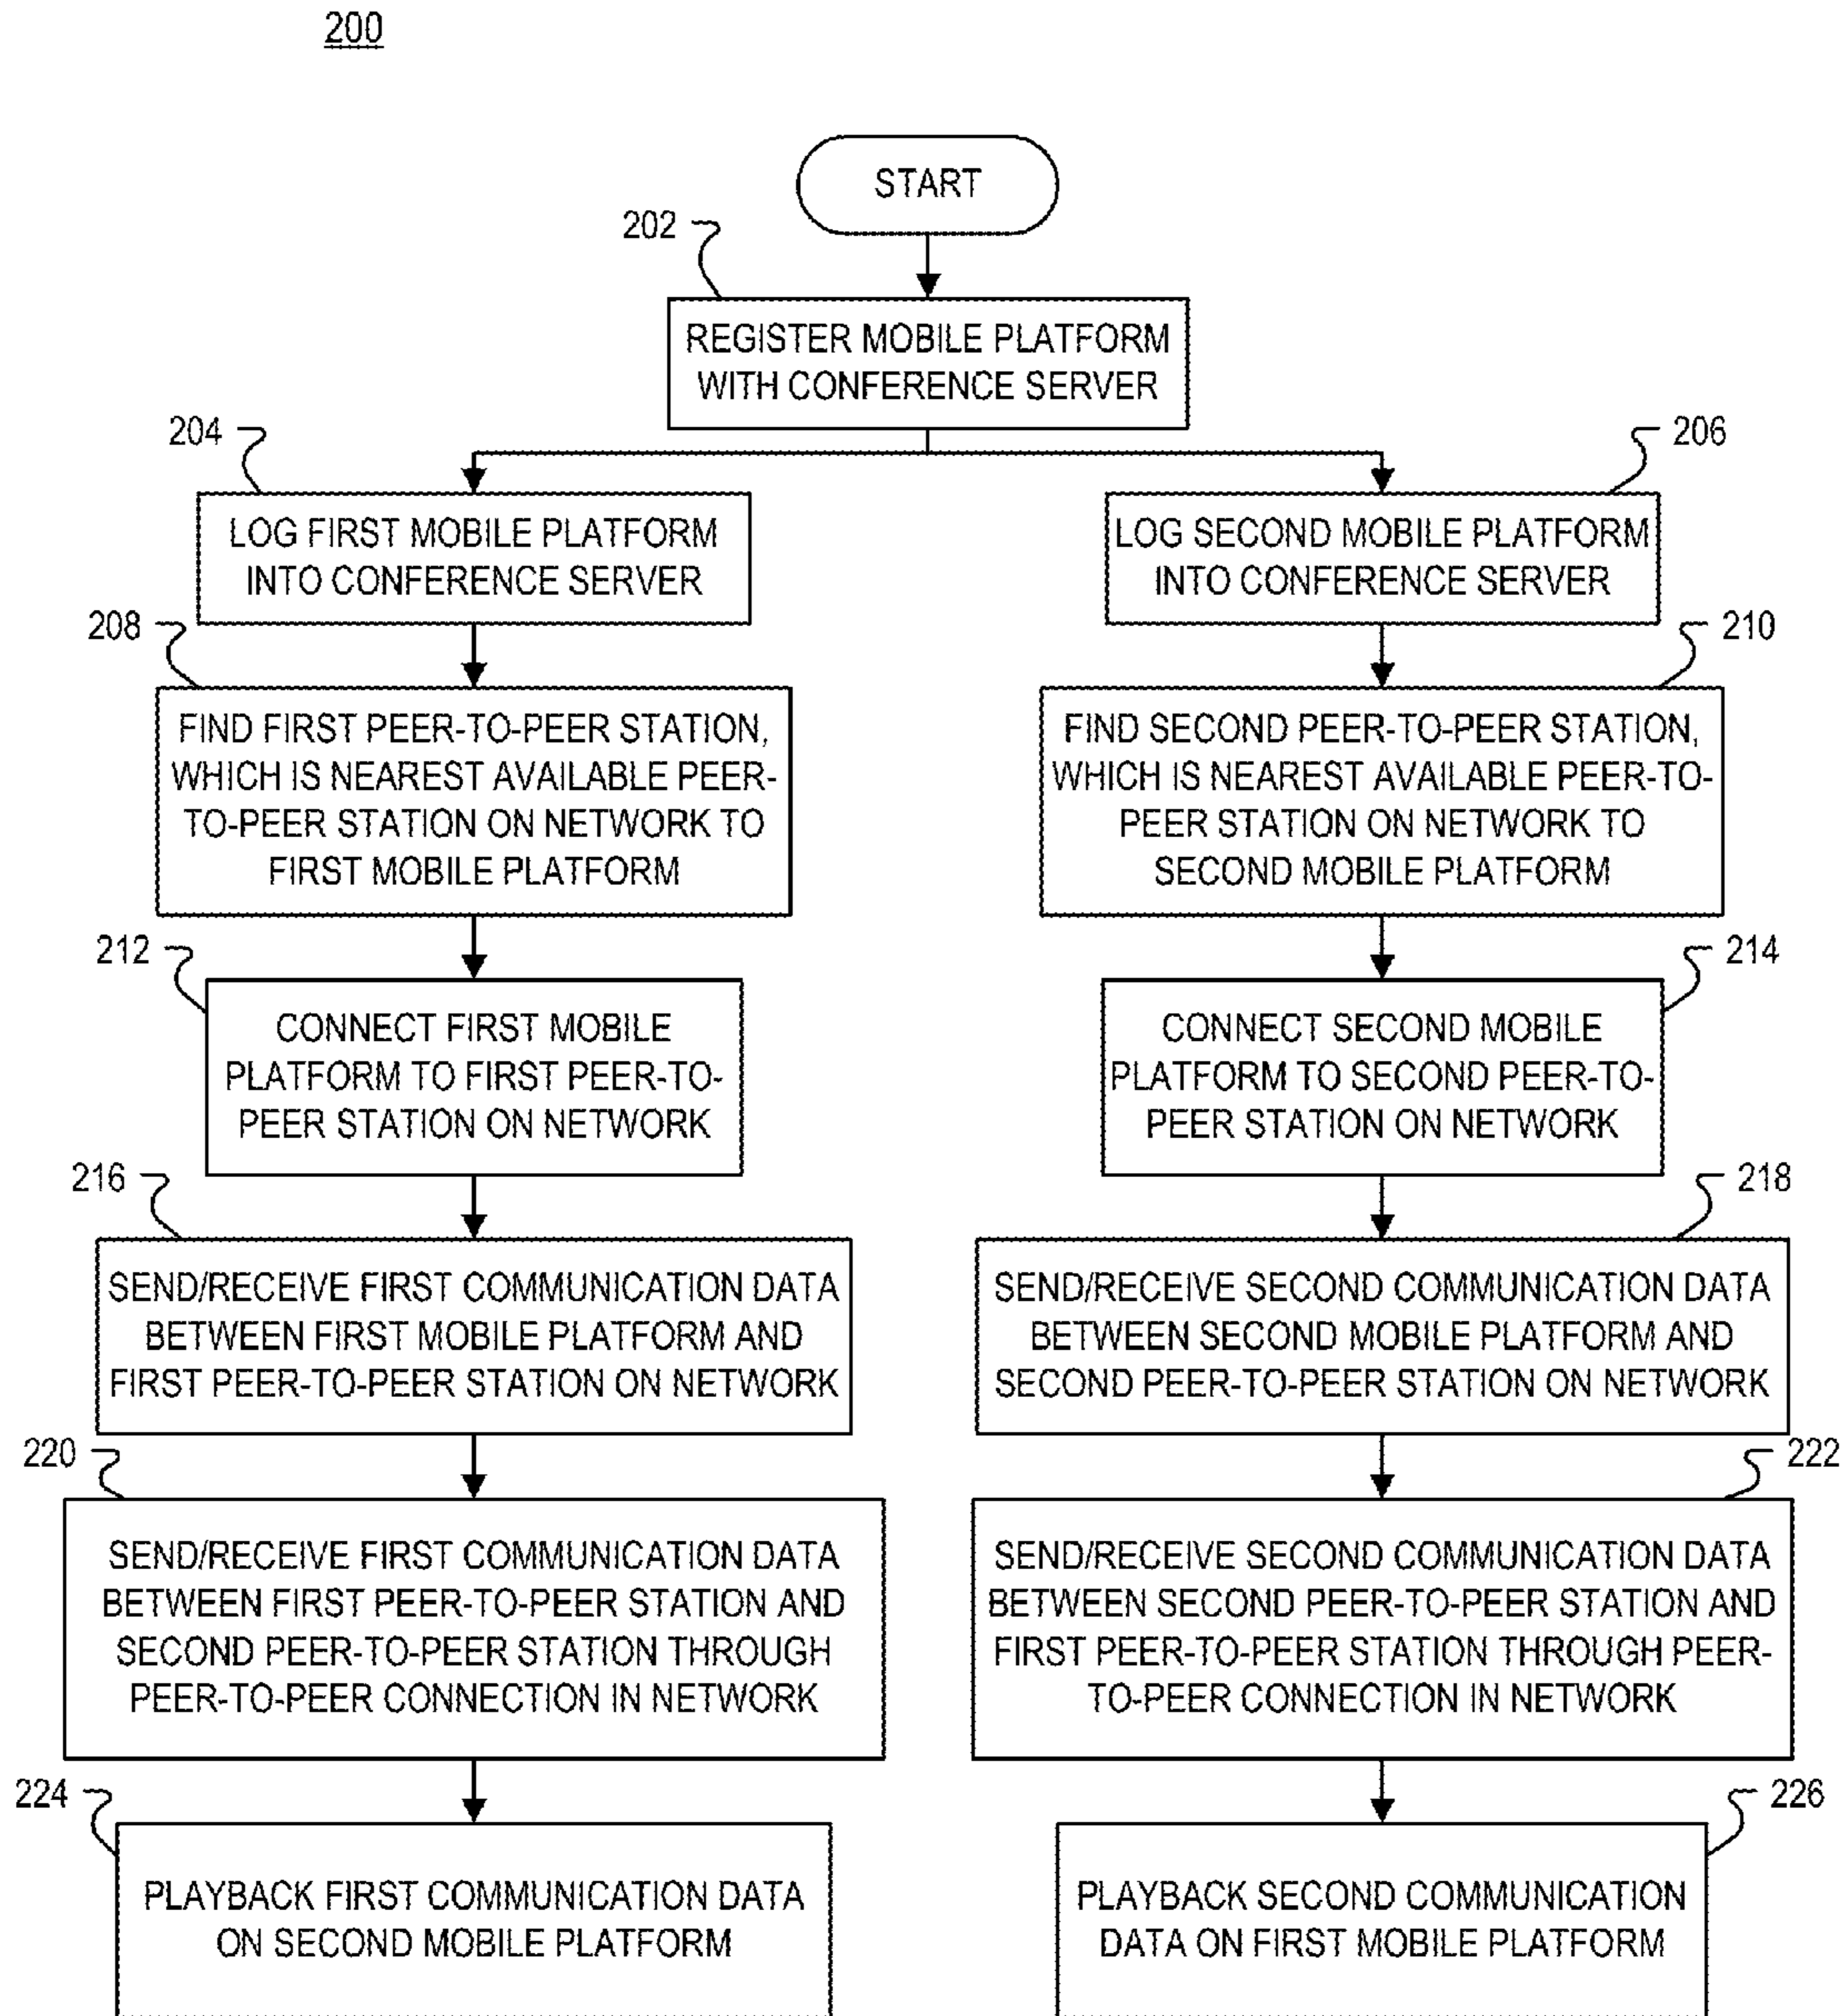 200
START
202
REGISTER MOBILE PLATFORM
WITH CONFERENCE SERVER
204
LOG FIRST MOBILE PLATFORM
INTO CONFERENCE SERVER
206
LOG SECOND MOBILE PLATFORM
INTO CONFERENCE SERVER
208
FIND FIRST PEER-TO-PEER STATION,
WHICH IS NEAREST AVAILABLE PEER-
TO-PEER STATION ON NETWORK TO
FIRST MOBILE PLATFORM
210
FIND SECOND PEER-TO-PEER STATION,
WHICH IS NEAREST AVAILABLE PEER-TO-
PEER STATION ON NETWORK TO
SECOND MOBILE PLATFORM
212
CONNECT FIRST MOBILE
PLATFORM TO FIRST PEER-TO-
PEER STATION ON NETWORK
214
CONNECT SECOND MOBILE
PLATFORM TO SECOND PEER-TO-
PEER STATION ON NETWORK
216
SEND/RECEIVE FIRST COMMUNICATION DATA
BETWEEN FIRST MOBILE PLATFORM AND
FIRST PEER-TO-PEER STATION ON NETWORK
218
SEND/RECEIVE SECOND COMMUNICATION DATA
BETWEEN SECOND MOBILE PLATFORM AND
SECOND PEER-TO-PEER STATION ON NETWORK
220
SEND/RECEIVE FIRST COMMUNICATION DATA
BETWEEN FIRST PEER-TO-PEER STATION AND
SECOND PEER-TO-PEER STATION THROUGH
PEER-TO-PEER CONNECTION IN NETWORK
222
SEND/RECEIVE SECOND COMMUNICATION DATA
BETWEEN SECOND PEER-TO-PEER STATION AND
FIRST PEER-TO-PEER STATION THROUGH PEER-
TO-PEER CONNECTION IN NETWORK
224
PLAYBACK FIRST COMMUNICATION DATA
ON SECOND MOBILE PLATFORM
226
PLAYBACK SECOND COMMUNICATION
DATA ON FIRST MOBILE PLATFORM